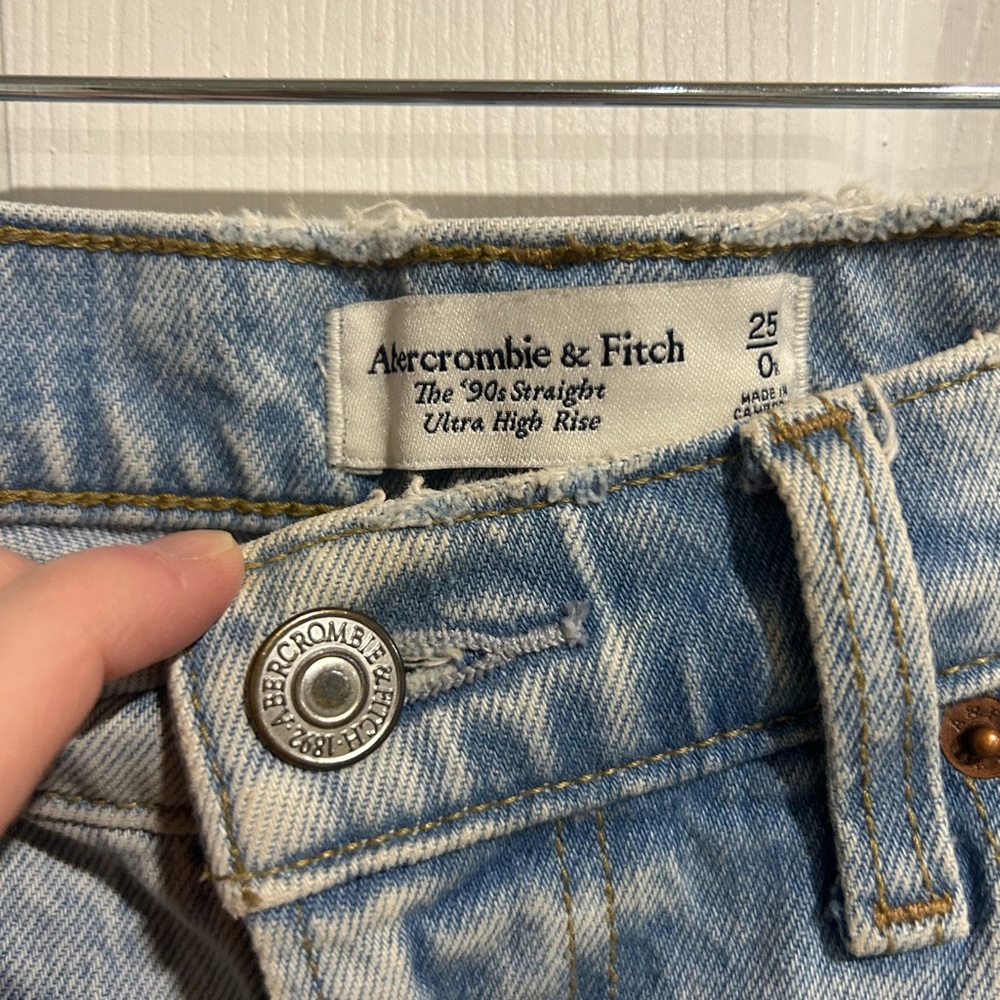 Abercrombie & Fitch
The '90s Straight
Ultra High Rise
25
0
MADE IN
ABERCROMBIE & FITCH · 1892 ·